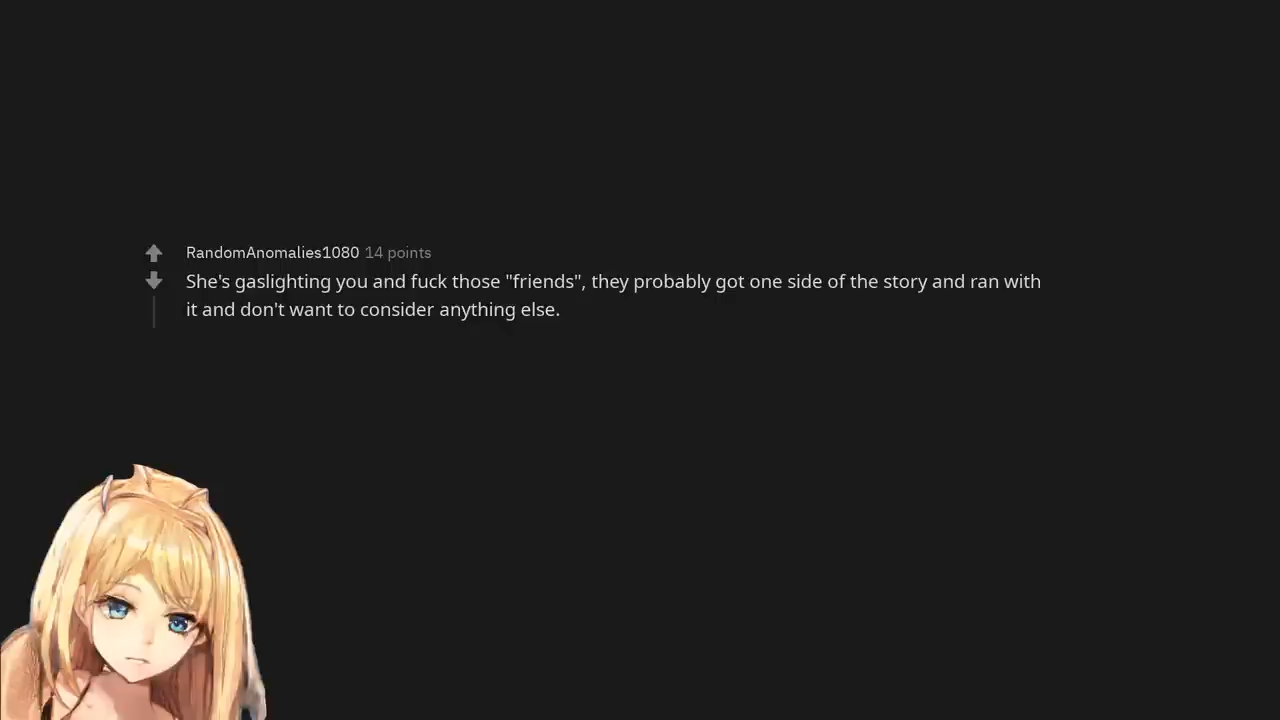 RandomAnomalies1080 14 points
She's gaslighting you and fuck those "friends", they probably got one side of the story and ran with
it and don't want to consider anything else.